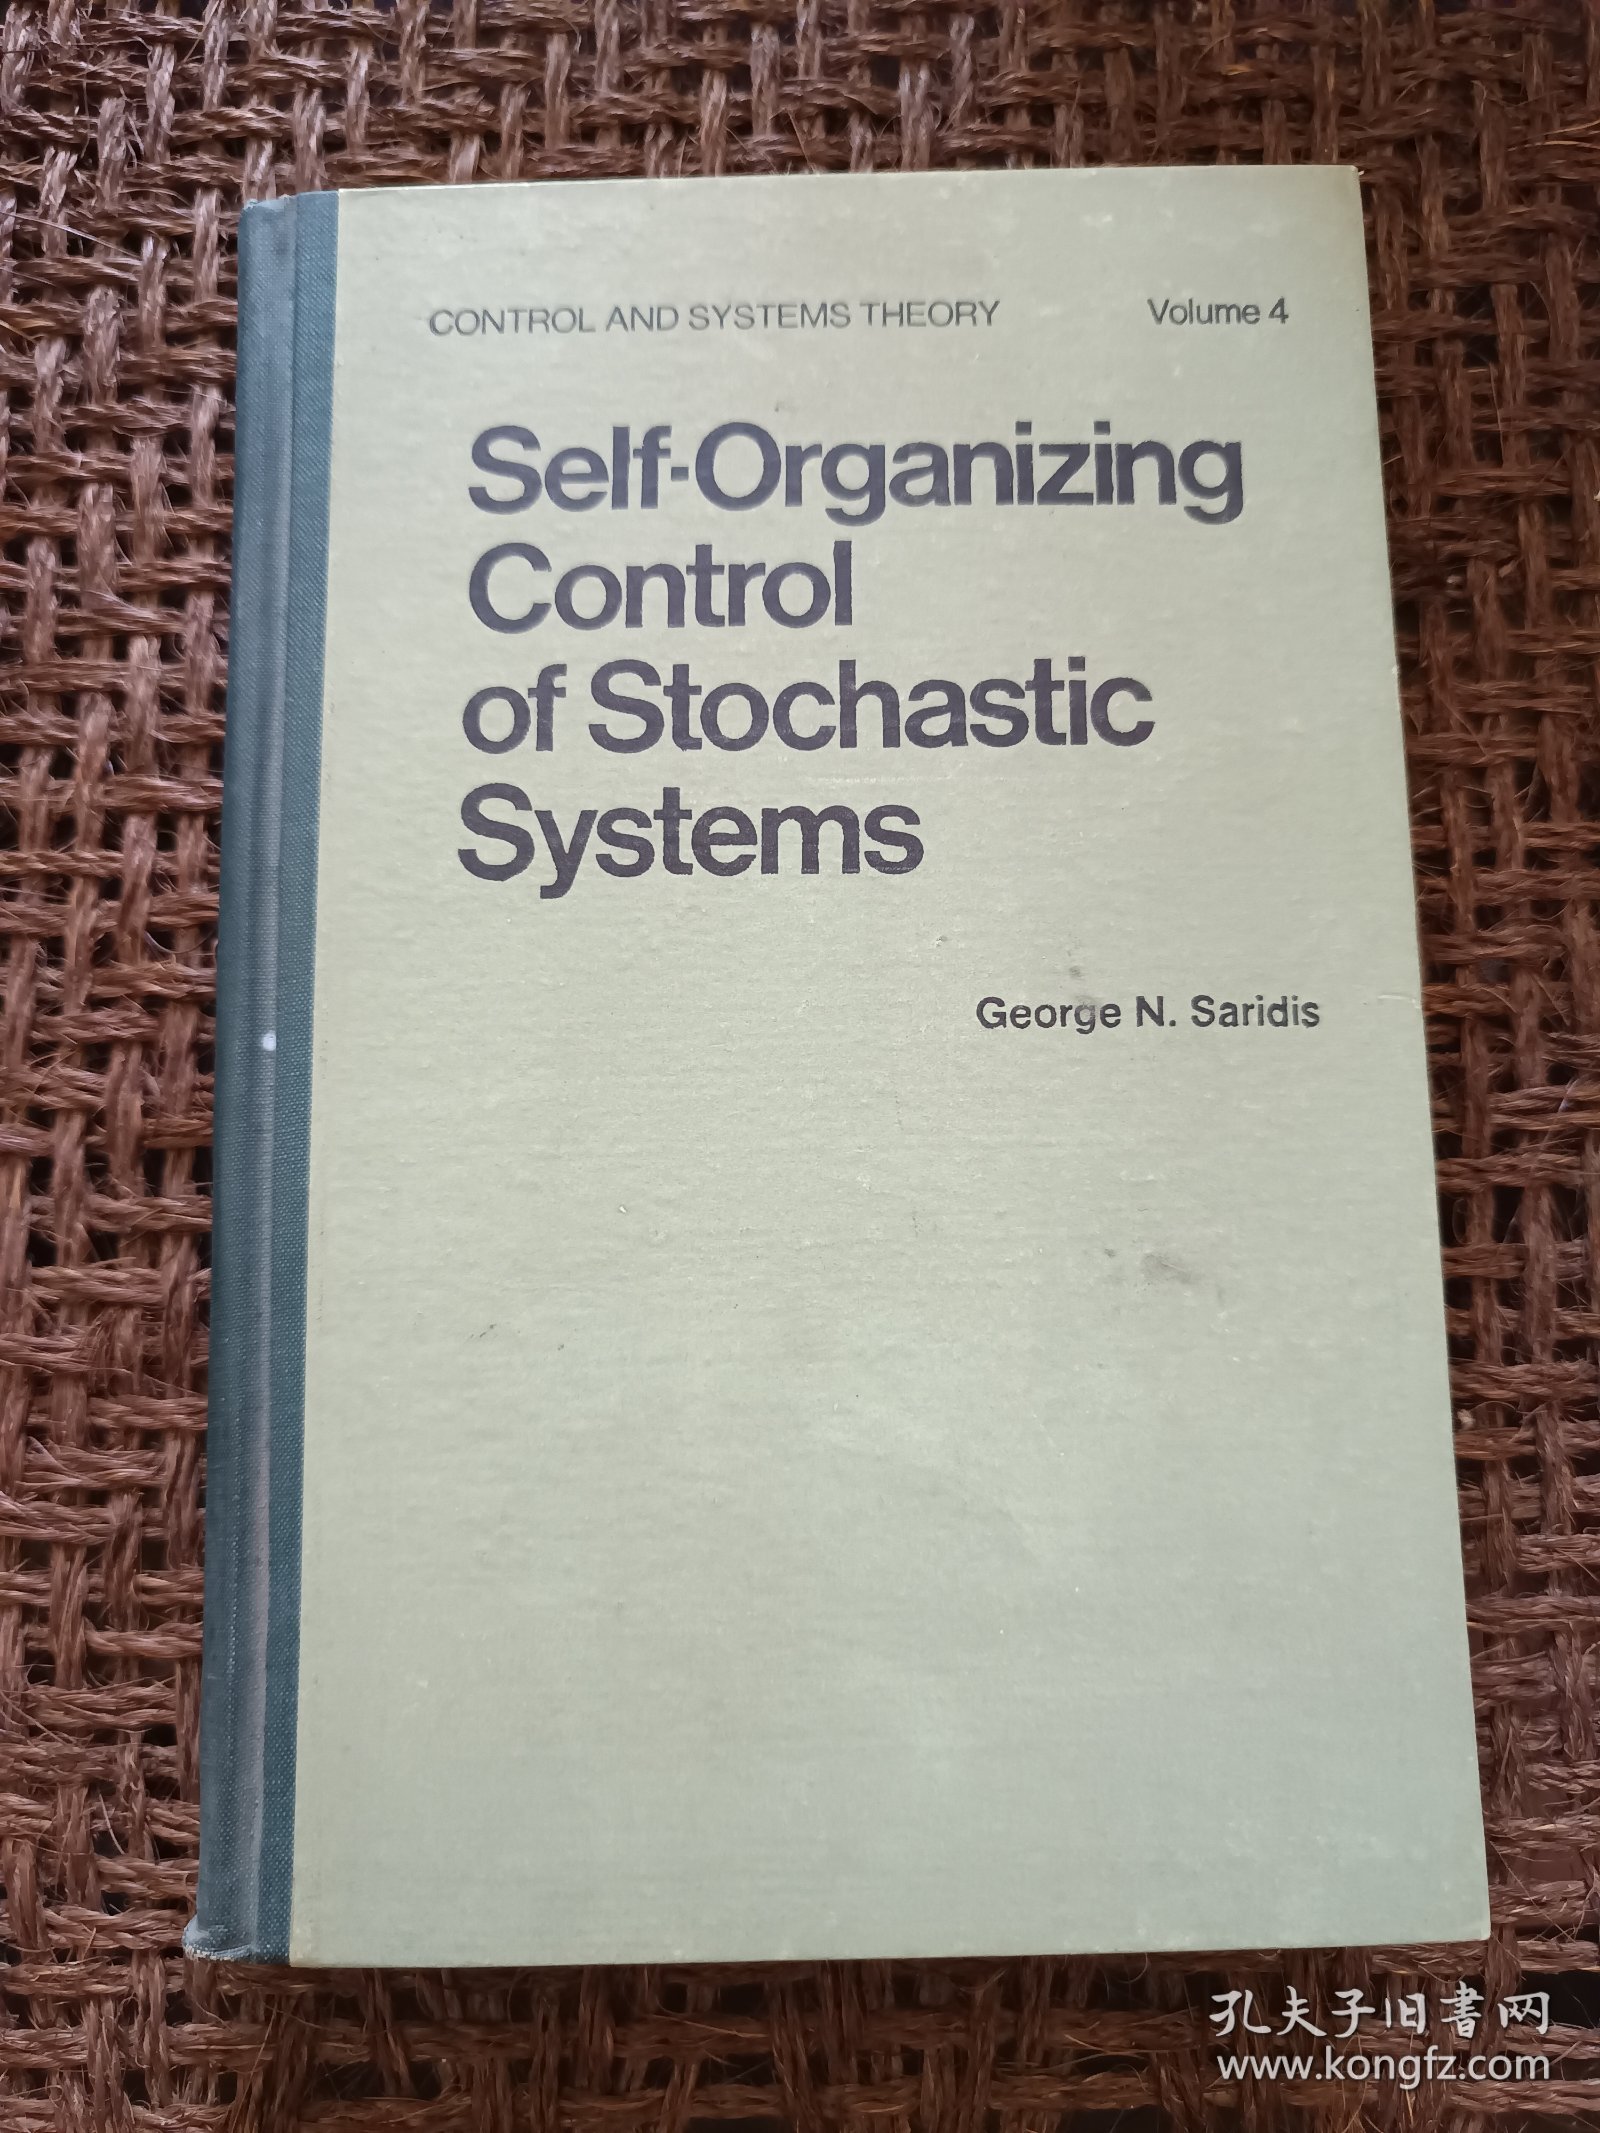 CONTROL AND SYSTEMS THEORY Volume 4
Self-Organizing
Control
of Stochastic
Systems
George N. Saridis
孔夫子旧書网
www.kongfz.com